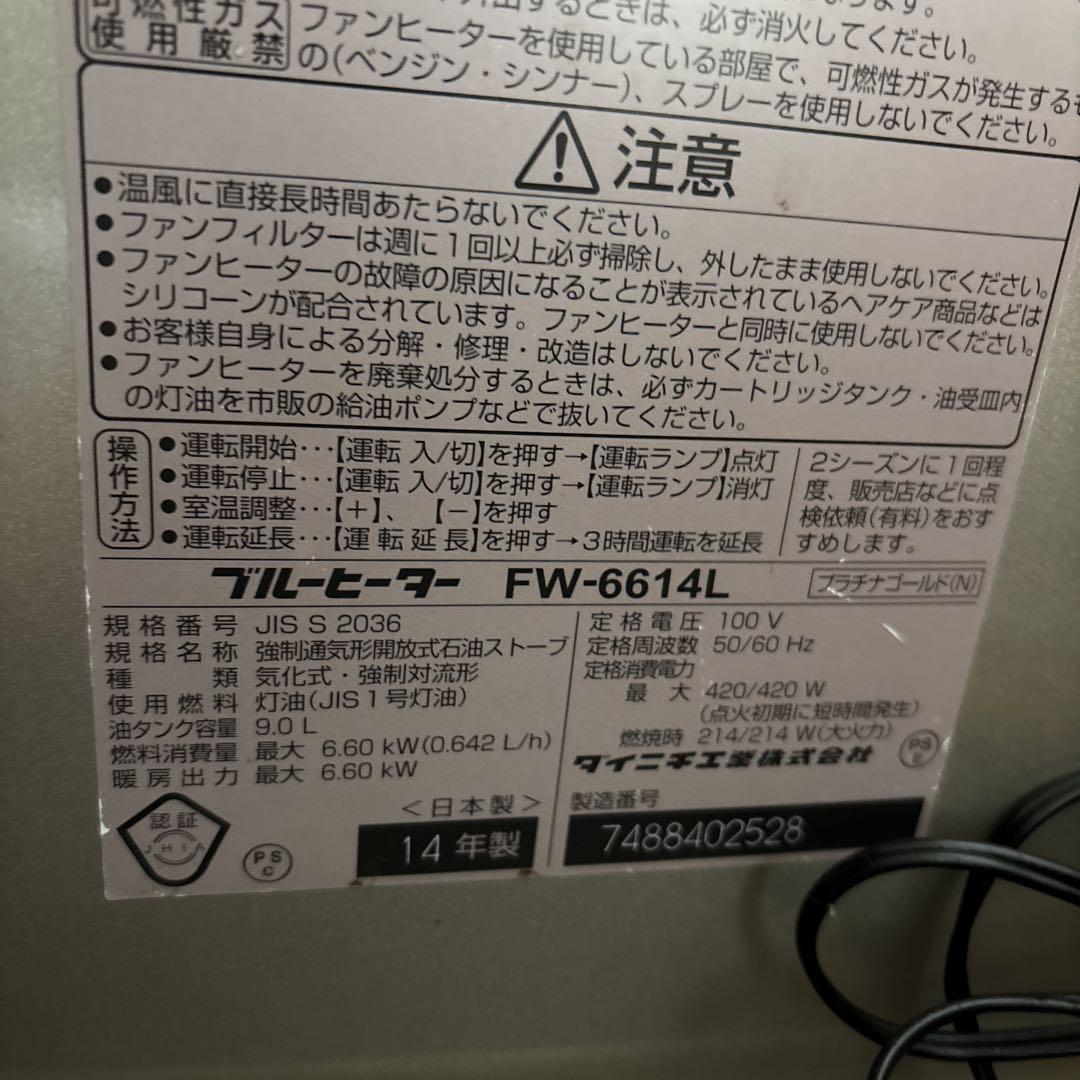 可燃性ガス
使用厳禁
外出するときは、必ず消火してください。
ファンヒーターを使用している部屋で、可燃性ガスが発生するも
の(ベンジン・シンナー)、スプレーを使用しないでください。
注意
●温風に直接長時間あたらないでください。
●ファンフィルターは週に1回以上必ず掃除し、外したまま使用しないでください。
●ファンヒーターの故障の原因になることが表示されているヘアケア商品などは
シリコーンが配合されています。ファンヒーターと同時に使用しないでください。
●お客様自身による分解・修理・改造はしないでください。
●ファンヒーターを廃棄処分するときは、必ずカートリッジタンク・油受皿内
の灯油を市販の給油ポンプなどで抜いてください。
操作方法
●運転開始･･･【運転 入/切】を押す→【運転ランプ】点灯
●運転停止･･･【運転 入/切】を押す→【運転ランプ】消灯
●室温調整･･･【+】、【-】を押す
●運転延長･･･【運転延長】を押す→3時間運転を延長
2シーズンに1回程
度、販売店などに点
検依頼(有料)をおす
すめします。
ブルーヒーター FW-6614L プラチナゴールド(N)
規格番号 JIS S 2036
規格名称 強制通気形開放式石油ストーブ
種類 気化式・強制対流形
使用燃料 灯油(JIS1号灯油)
油タンク容量 9.0 L
燃料消費量 最大 6.60 kW(0.642 L/h)
暖房出力 最大 6.60 kW
定格電圧 100 V
定格周波数 50/60 Hz
定格消費電力
最大 420/420 W
(点火初期に短時間発生)
燃焼時 214/214 W(大火力)
ダイニチ工業株式会社
PS
E
認証
JHIA
PS
C
<日本製>
14年製
製造番号
7488402528